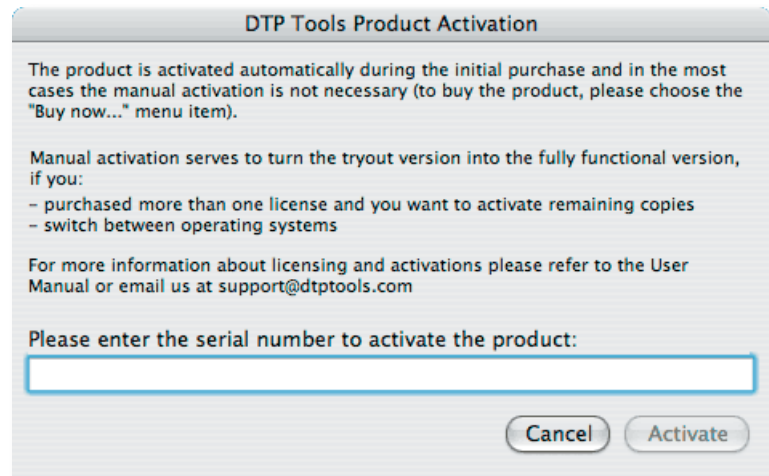 DTP Tools Product Activation
The product is activated automatically during the initial purchase and in the most
cases the manual activation is not necessary (to buy the product, please choose the
"Buy now..." menu item).
Manual activation serves to turn the tryout version into the fully functional version,
if you:
– purchased more than one license and you want to activate remaining copies
– switch between operating systems
For more information about licensing and activations please refer to the User
Manual or email us at support@dtptools.com
Please enter the serial number to activate the product:
Cancel Activate